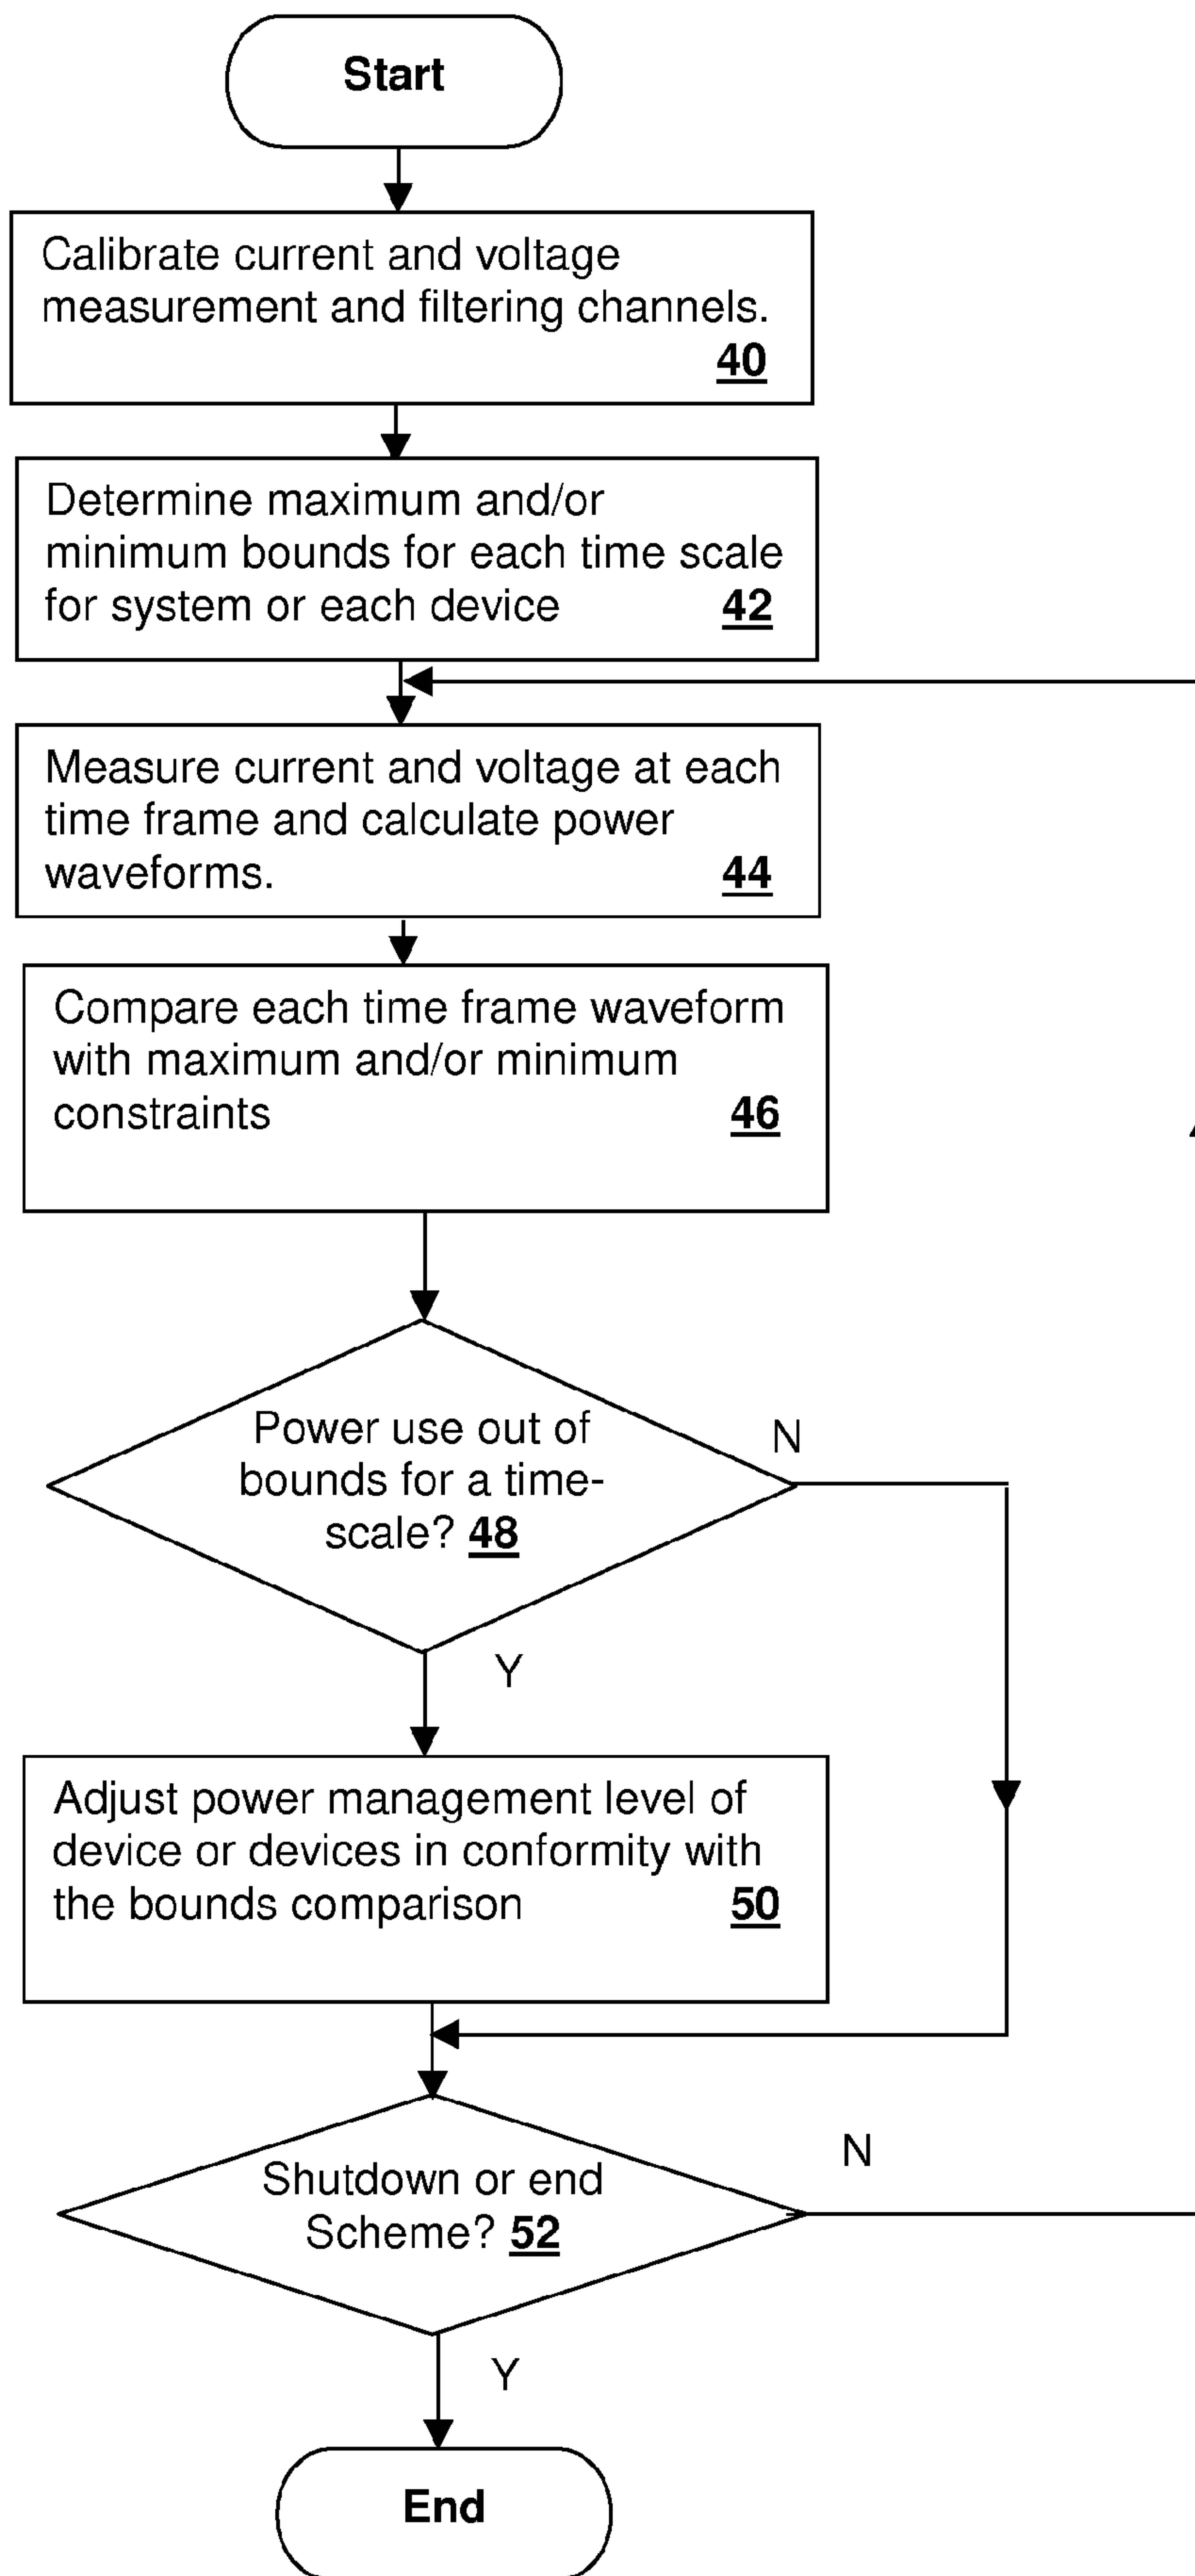 Start
Calibrate current and voltage
measurement and filtering channels.
40
Determine maximum and/or
minimum bounds for each time scale
for system or each device 42
Measure current and voltage at each
time frame and calculate power
waveforms. 44
Compare each time frame waveform
with maximum and/or minimum
constraints 46
Power use out of
bounds for a time-
scale? 48
N
Y
Adjust power management level of
device or devices in conformity with
the bounds comparison 50
Shutdown or end
Scheme? 52
N
Y
End